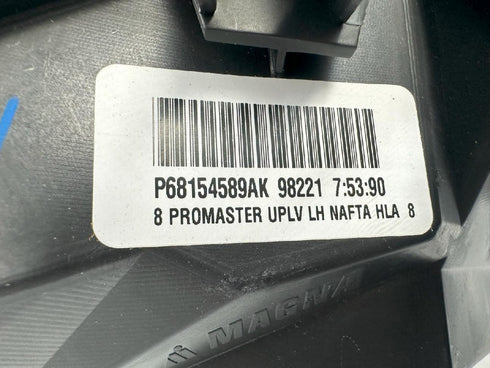 P68154589AK 98221 7:53:90
8 PROMASTER UPLV LH NAFTA HLA 8
MAGNA